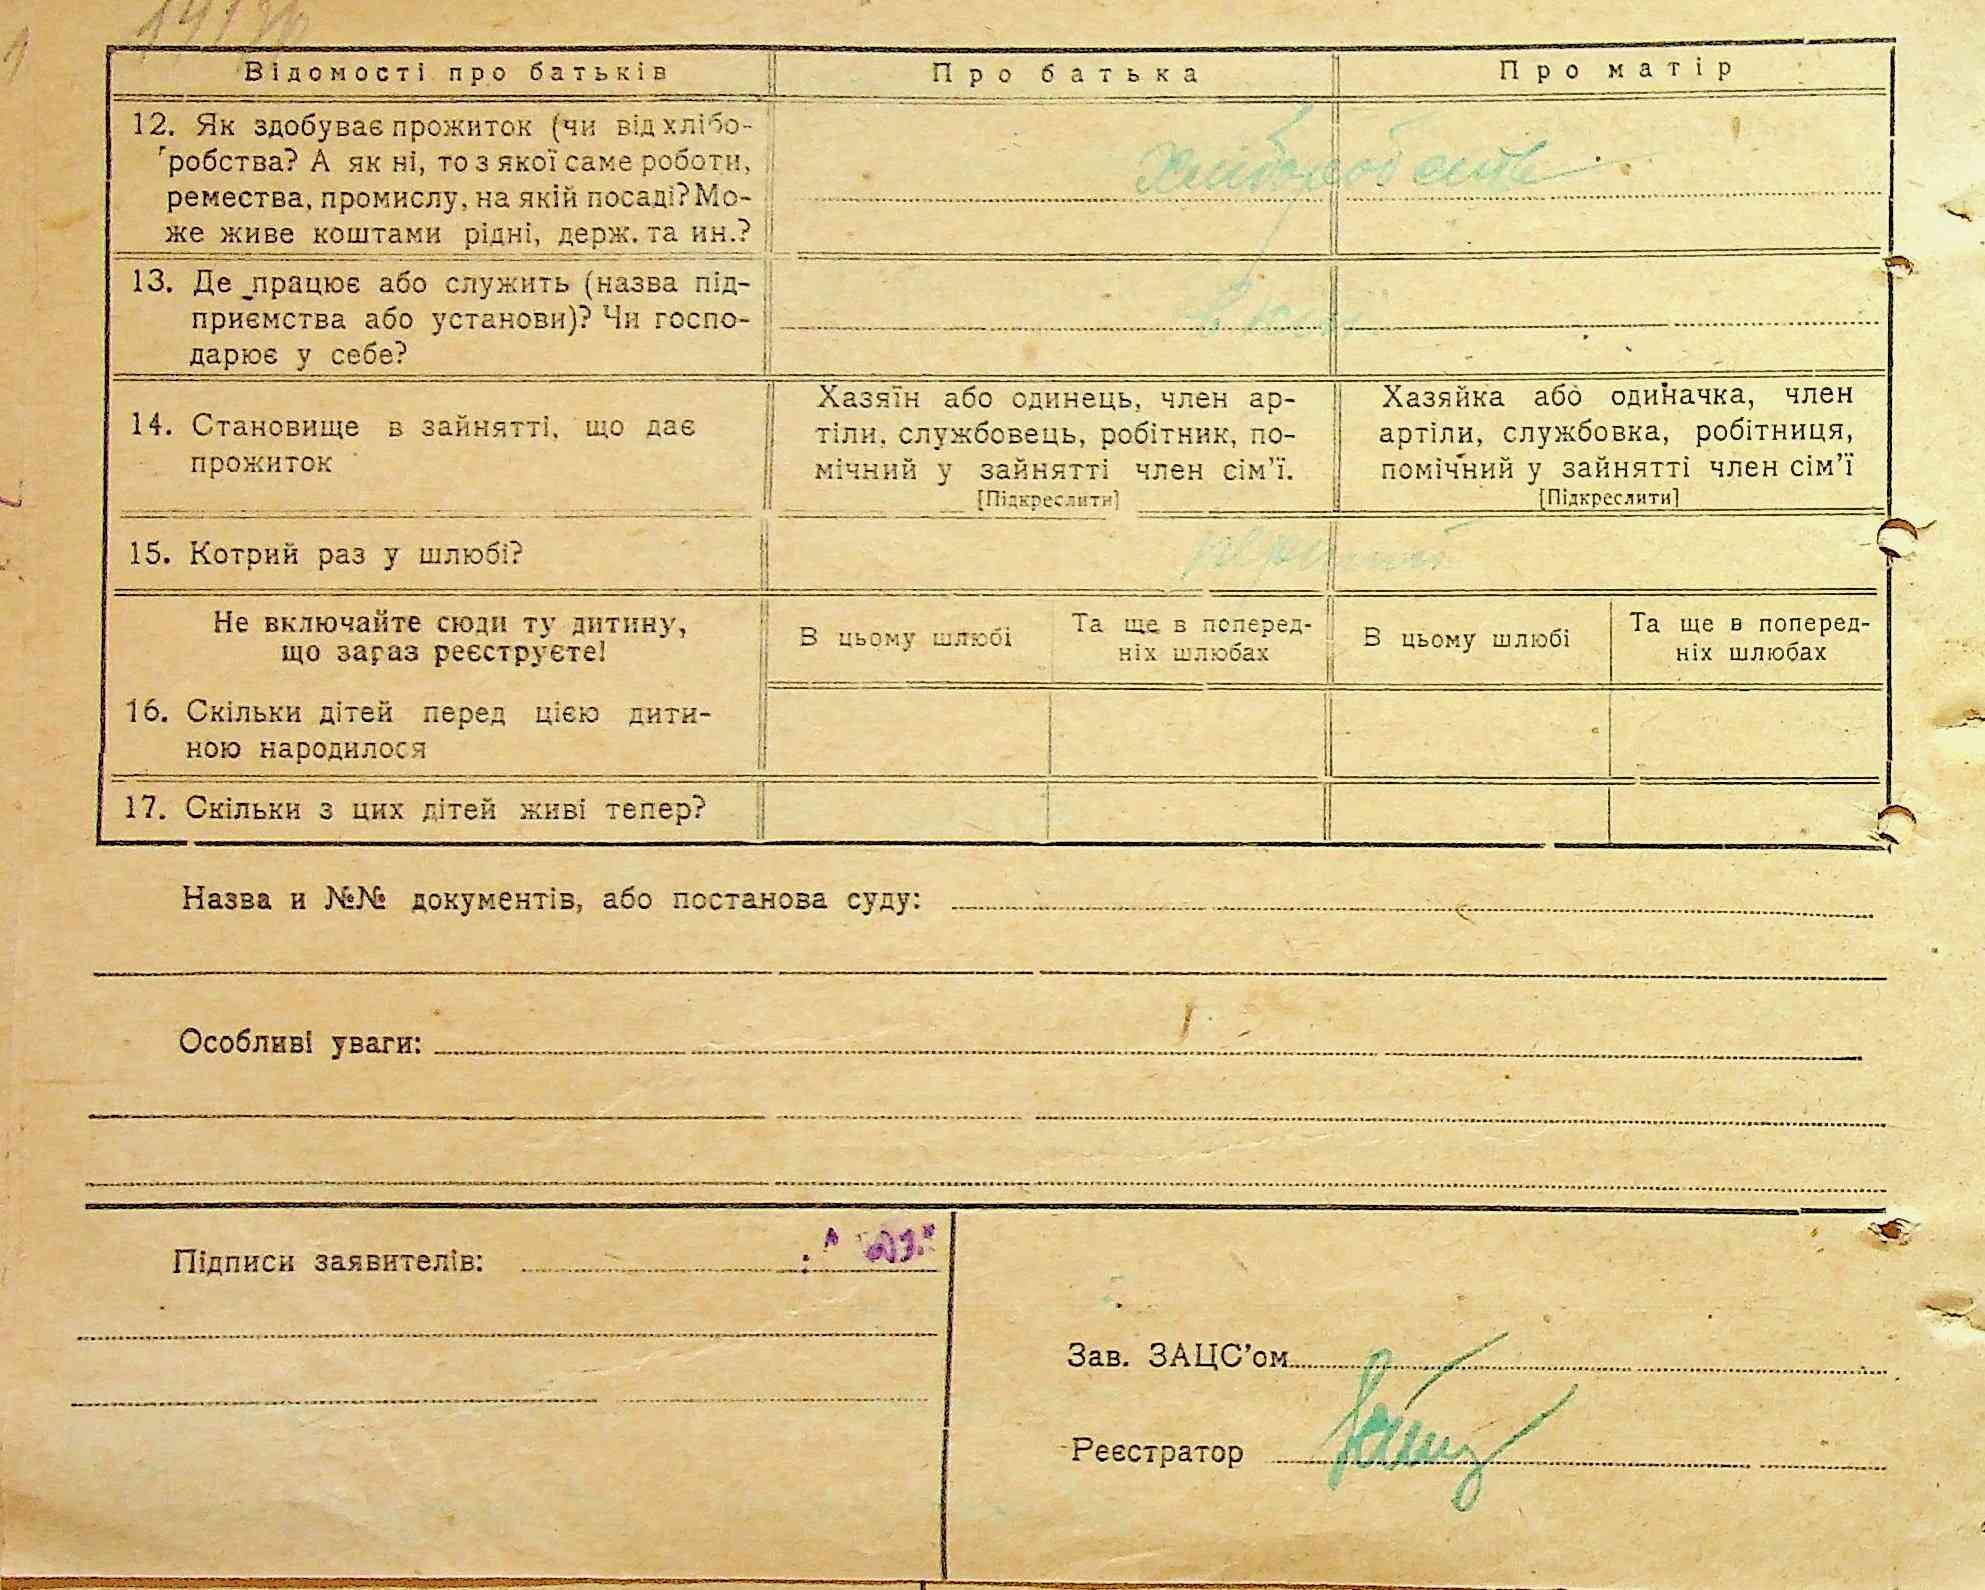 Відомості про батьків
Про батька
Про матір
12. Як здобуває прожиток (чи від хлібо-
робства? А як ні, то з якої саме роботи,
ремества, промислу, на якій посаді? Мо-
же живе коштами рідні, держ. та ин.?
13. Де працює або служить (назва під-
приємства або установи)? Чи госпо-
дарює у себе?
14. Становище в зайнятті, що дає
прожиток
Хазяїн або одинець, член ар-
тіли, службовець, робітник, по-
мічний у зайнятті член сім'ї.
[Підкреслити]
Хазяйка або одиначка, член
артіли, службовка, робітниця,
помічний у зайнятті член сім'ї
[Підкреслити]
15. Котрий раз у шлюбі?
Не включайте сюди ту дитину,
що зараз реєструєте!
В цьому шлюбі
Та ще в поперед-
ніх шлюбах
В цьому шлюбі
Та ще в поперед-
ніх шлюбах
16. Скільки дітей перед цією дити-
ною народилося
17. Скільки з цих дітей живі тепер?
Назва и №№ документів, або постанова суду:
Особливі уваги:
Підписи заявителів:
Зав. ЗАЦС'ом
Реєстратор